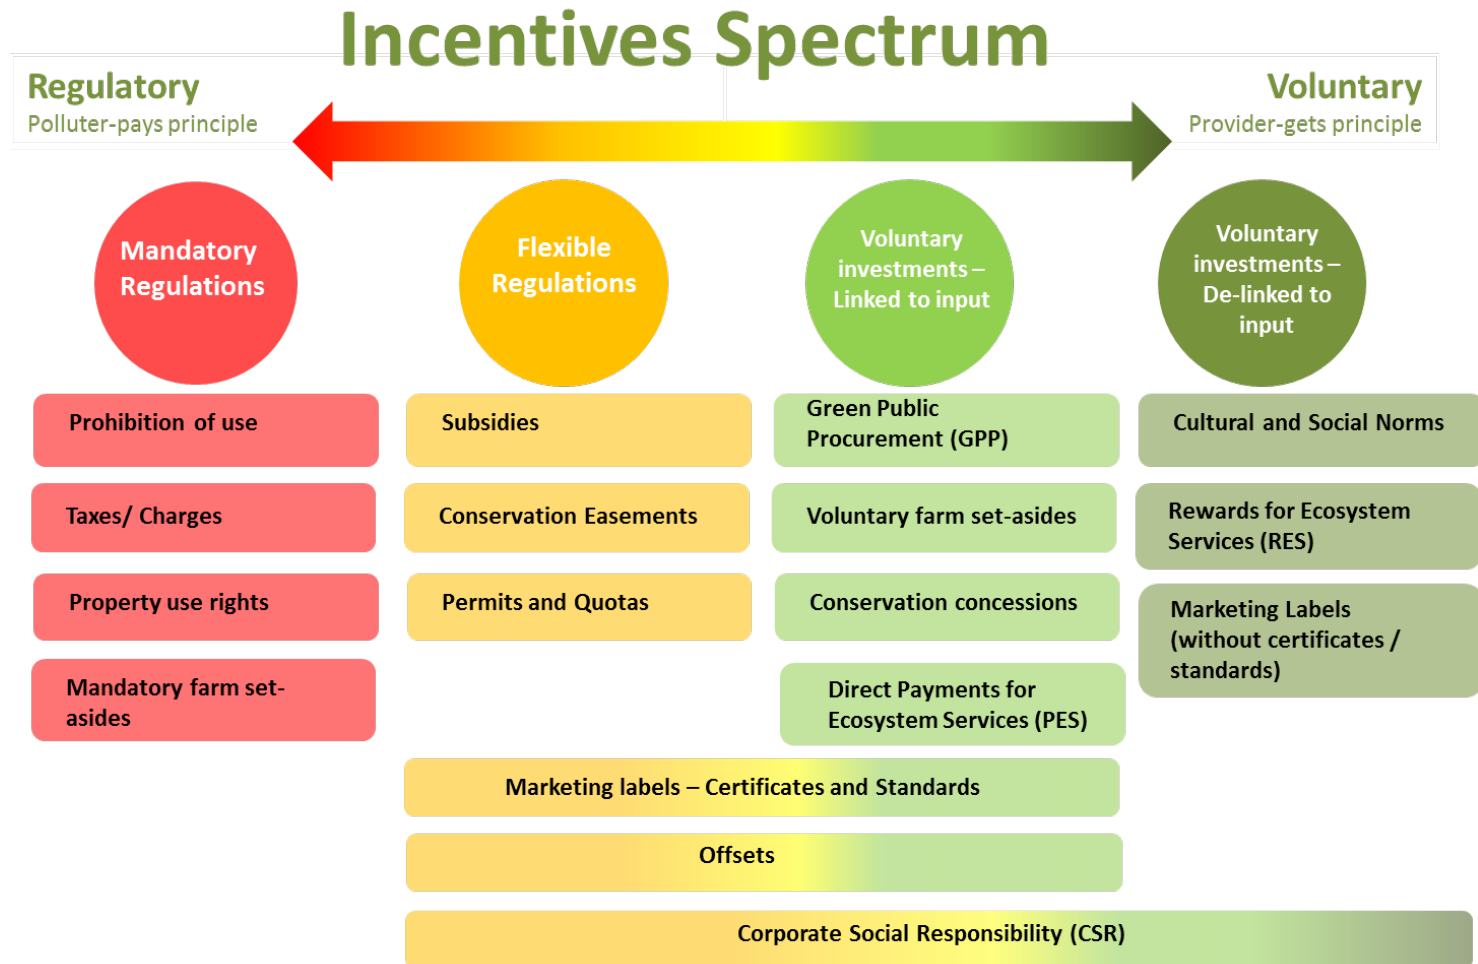 Incentives Spectrum
Regulatory
Polluter-pays principle
Voluntary
Provider-gets principle
Mandatory
Regulations
Flexible
Regulations
Voluntary
investments –
Linked to input
Voluntary
investments –
De-linked to
input
Prohibition of use
Taxes/ Charges
Property use rights
Mandatory farm set-
asides
Subsidies
Conservation Easements
Permits and Quotas
Green Public
Procurement (GPP)
Voluntary farm set-asides
Conservation concessions
Direct Payments for
Ecosystem Services (PES)
Cultural and Social Norms
Rewards for Ecosystem
Services (RES)
Marketing Labels
(without certificates /
standards)
Marketing labels – Certificates and Standards
Offsets
Corporate Social Responsibility (CSR)